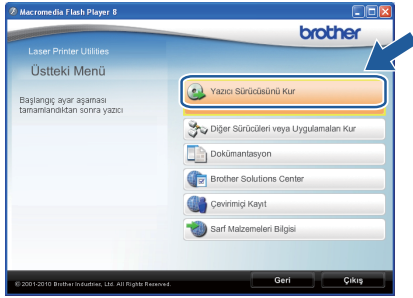 Macromedia Flash Player 8
brother
Laser Printer Utilities
Üstteki Menü
Başlangıç ayar aşaması
tamamlandıktan sonra yazıcı
Yazıcı Sürücüsünü Kur
Diğer Sürücüleri veya Uygulamaları Kur
Dokümantasyon
Brother Solutions Center
Çevirimiçi Kayıt
Sarf Malzemeleri Bilgisi
© 2001-2010 Brother Industries, Ltd. All Rights Reserved.
Geri
Çıkış